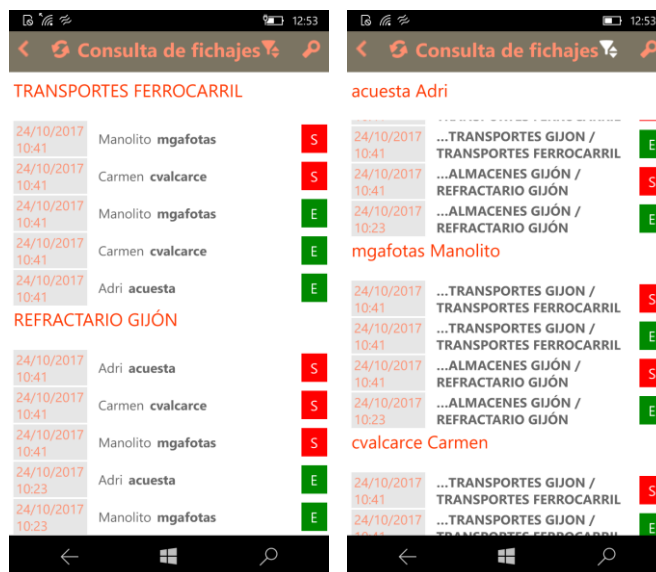 12:53
Consulta de fichajes
TRANSPORTES FERROCARRIL
24/10/2017
10:41
Manolito mgafotas
S
24/10/2017
10:41
Carmen cvalcarce
S
24/10/2017
10:41
Manolito mgafotas
E
24/10/2017
10:41
Carmen cvalcarce
E
24/10/2017
10:41
Adri acuesta
E
REFRACTARIO GIJÓN
24/10/2017
10:41
Adri acuesta
S
24/10/2017
10:41
Carmen cvalcarce
S
24/10/2017
10:41
Manolito mgafotas
S
24/10/2017
10:23
Adri acuesta
E
24/10/2017
10:23
Manolito mgafotas
E
12:53
Consulta de fichajes
acuesta Adri
24/10/2017
10:41
...TRANSPORTES GIJON /
TRANSPORTES FERROCARRIL
E
24/10/2017
10:41
...ALMACENES GIJÓN /
REFRACTARIO GIJÓN
S
24/10/2017
10:23
...ALMACENES GIJÓN /
REFRACTARIO GIJÓN
E
mgafotas Manolito
24/10/2017
10:41
...TRANSPORTES GIJON /
TRANSPORTES FERROCARRIL
S
24/10/2017
10:41
...TRANSPORTES GIJON /
TRANSPORTES FERROCARRIL
E
24/10/2017
10:41
...ALMACENES GIJÓN /
REFRACTARIO GIJÓN
S
24/10/2017
10:23
...ALMACENES GIJÓN /
REFRACTARIO GIJÓN
E
cvalcarce Carmen
24/10/2017
10:41
...TRANSPORTES GIJON /
TRANSPORTES FERROCARRIL
S
24/10/2017
...TRANSPORTES GIJON /
E